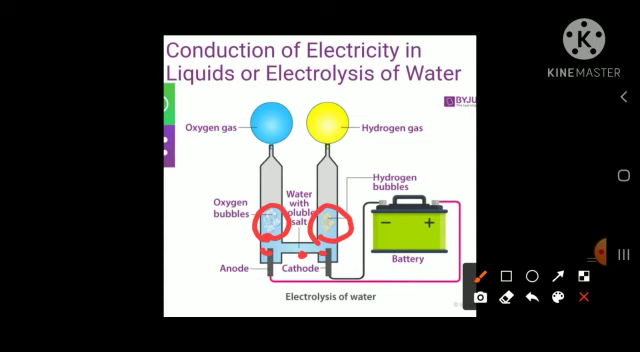 KINEMASTER
Conduction of Electricity in
Liquids or Electrolysis of Water
BYJU
Oxygen gas
Hydrogen gas
Oxygen
bubbles
Water
with
soluble
salt
Hydrogen
bubbles
Anode
Cathode
Battery
Electrolysis of water